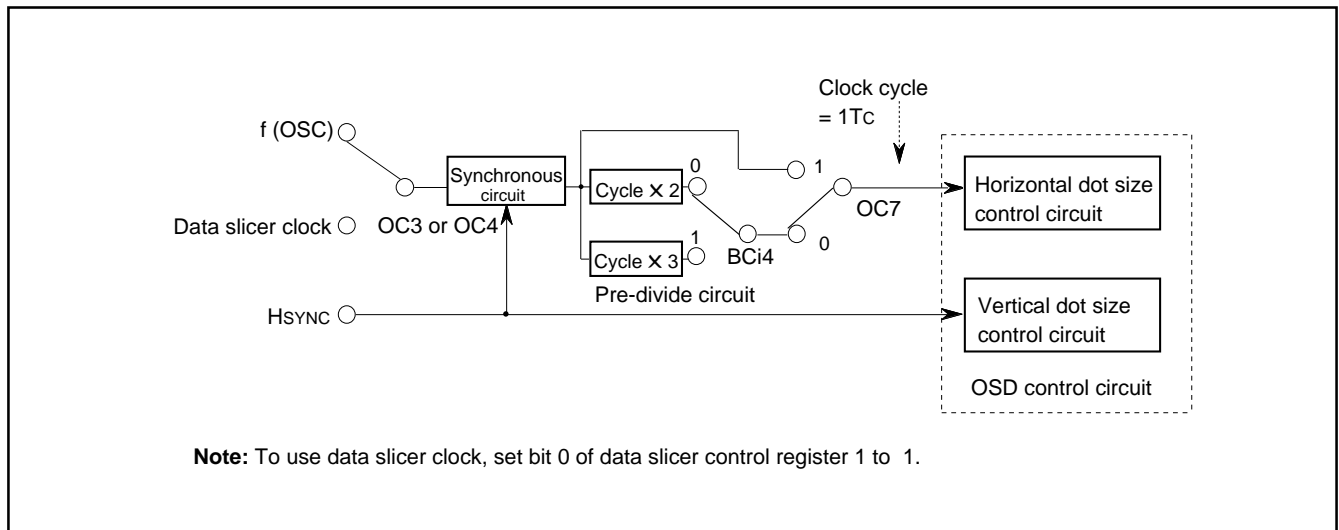 Clock cycle
= 1TC
f (OSC)
Synchronous
circuit
Cycle × 2
0
1
Horizontal dot size
control circuit
OC3 or OC4
OC7
Data slicer clock
Cycle × 3
1
BCi4
0
Pre-divide circuit
HSYNC
Vertical dot size
control circuit
OSD control circuit
Note: To use data slicer clock, set bit 0 of data slicer control register 1 to 1.